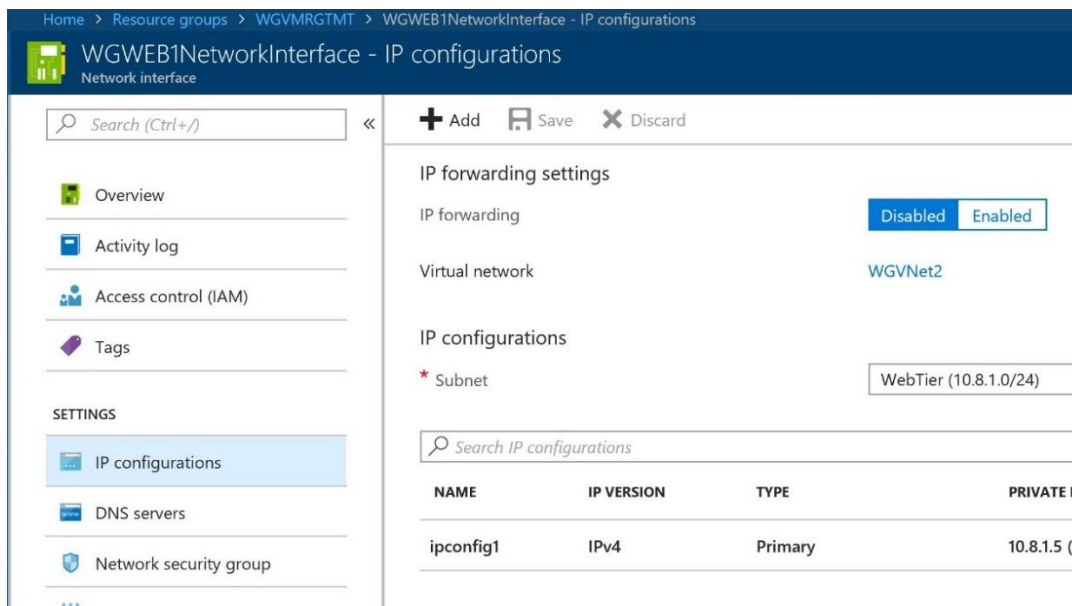 Home > Resource groups > WGVMRGTMT > WGWEB1NetworkInterface - IP configurations
WGWEB1NetworkInterface - IP configurations
Network interface
Search (Ctrl+/)
«
Overview
Activity log
Access control (IAM)
Tags
SETTINGS
IP configurations
DNS servers
Network security group
Add Save Discard
IP forwarding settings
IP forwarding Disabled Enabled
Virtual network WGVNet2
IP configurations
* Subnet WebTier (10.8.1.0/24)
Search IP configurations
NAME IP VERSION TYPE PRIVATE
ipconfig1 IPv4 Primary 10.8.1.5 (